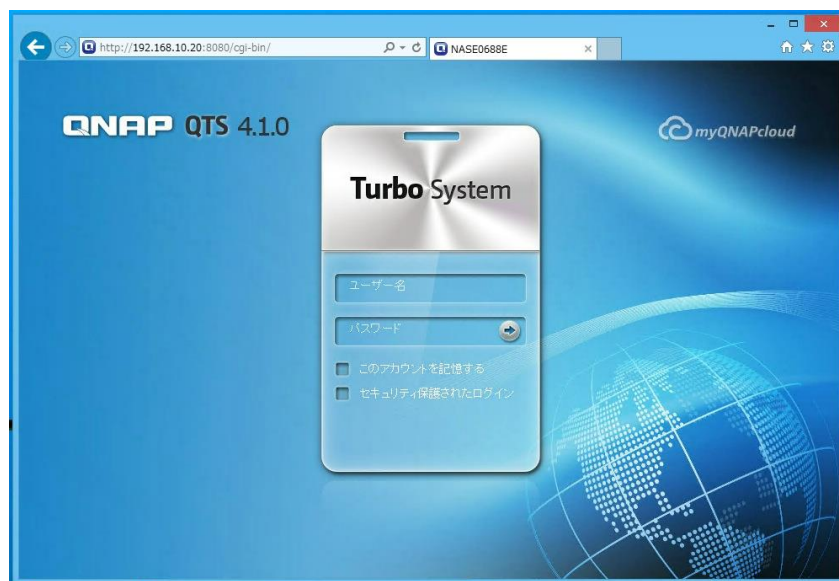 http://192.168.10.20:8080/cgi-bin/
NASE0688E
QNAP QTS 4.1.0
myQNAPcloud
Turbo System
ユーザー名
パスワード
このアカウントを記憶する
セキュリティ保護されたログイン